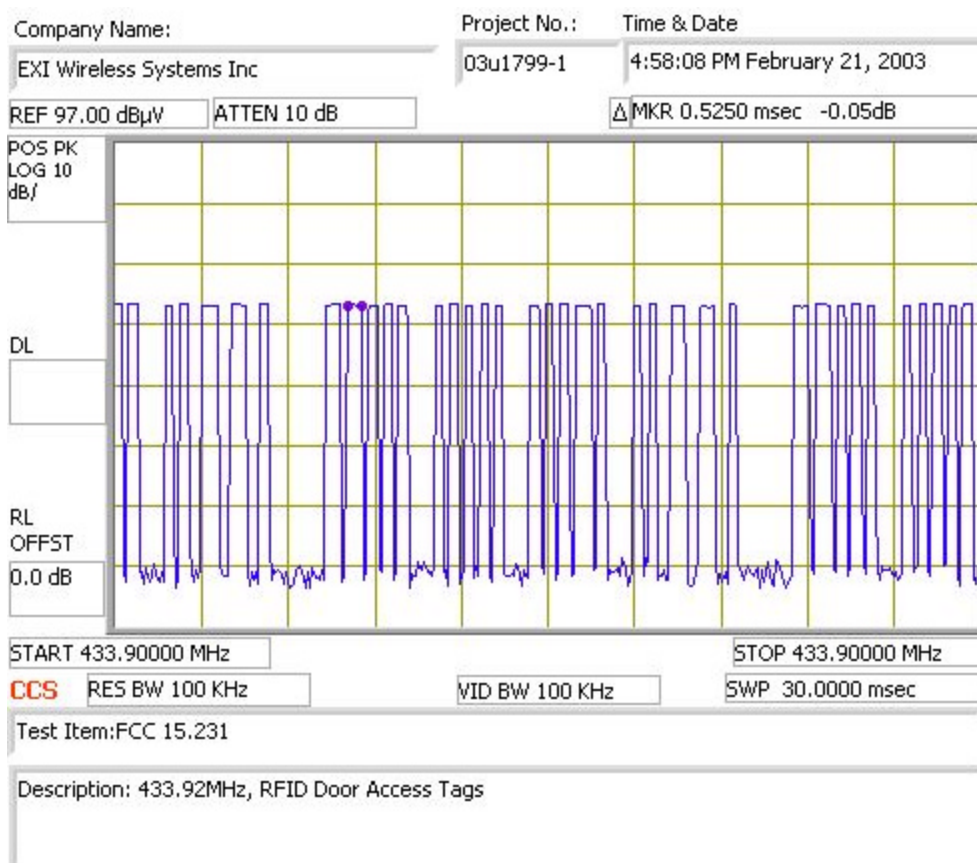 Company Name:
Project No.:
Time & Date
EXI Wireless Systems Inc
03u1799-1
4:58:08 PM February 21, 2003
REF 97.00 dBµV
ATTEN 10 dB
Δ MKR 0.5250 msec -0.05dB
POS PK
LOG 10
dB/
DL
RL
OFFST
0.0 dB
START 433.90000 MHz
STOP 433.90000 MHz
CCS
RES BW 100 KHz
VID BW 100 KHz
SWP 30.0000 msec
Test Item:FCC 15.231
Description: 433.92MHz, RFID Door Access Tags